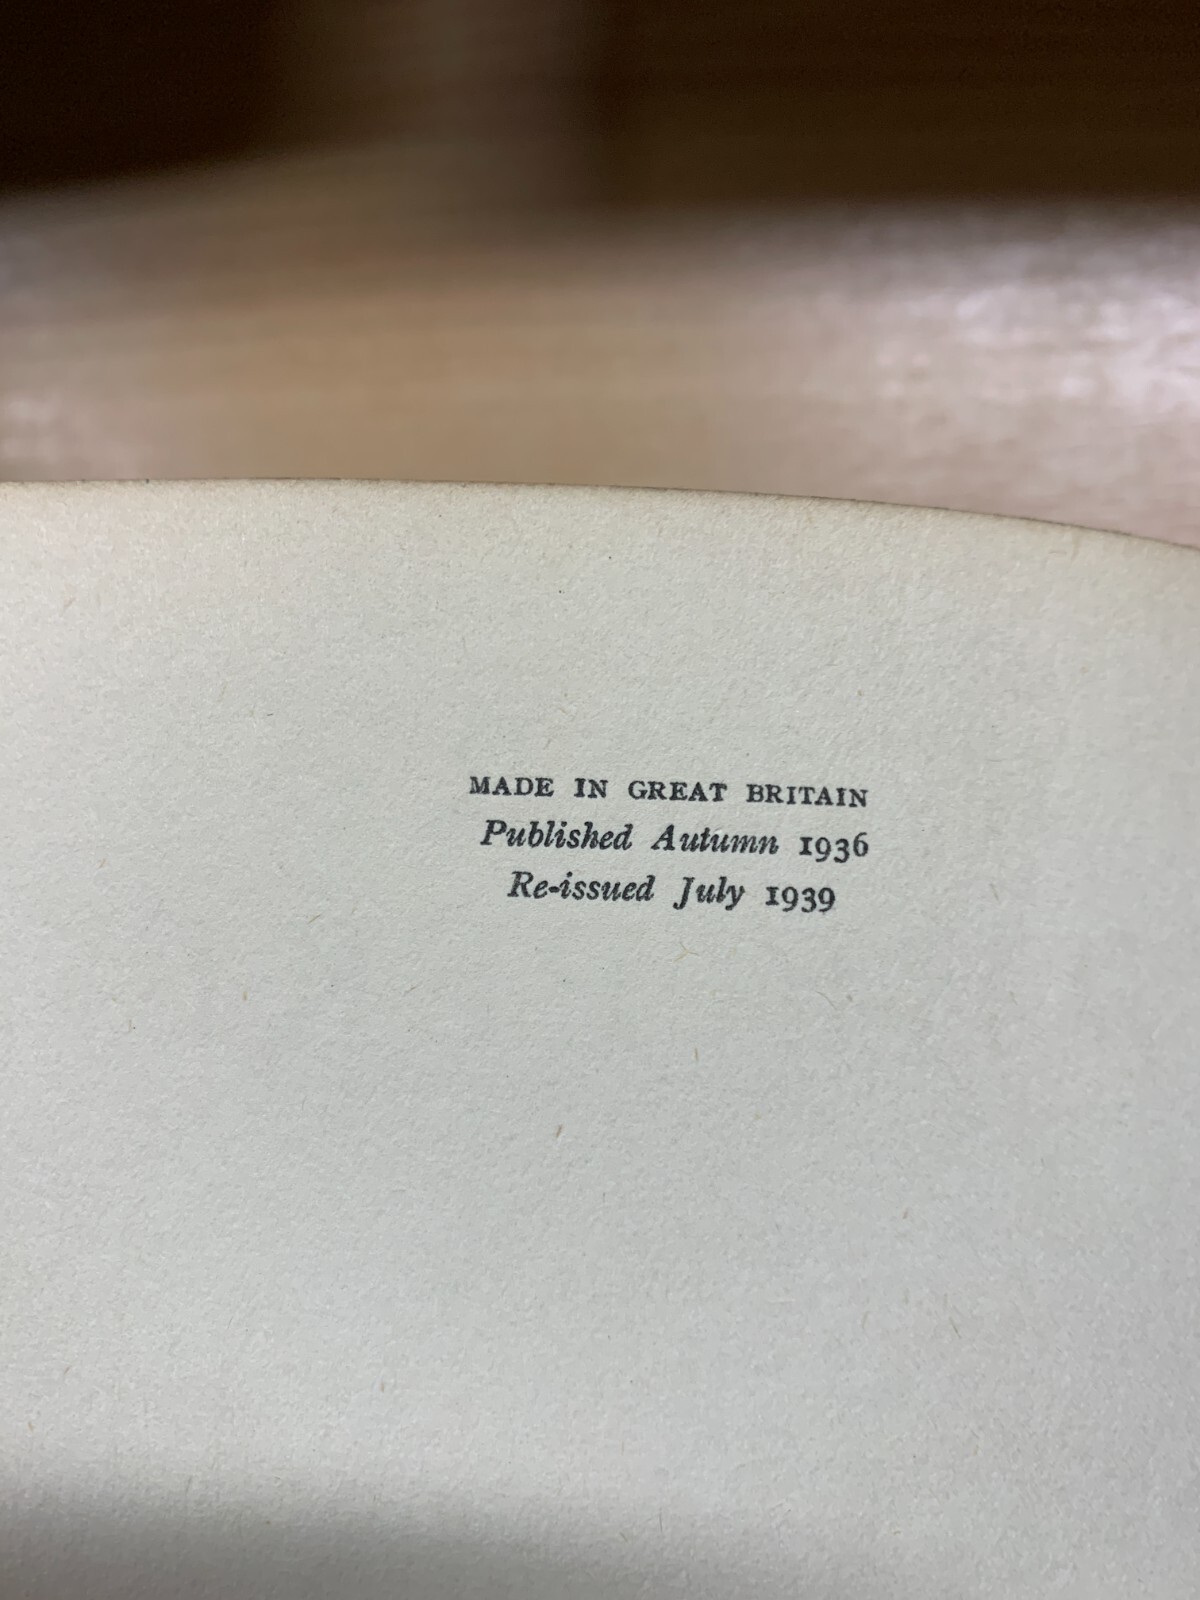 MADE IN GREAT BRITAIN
Published Autumn 1936
Re-issued July 1939